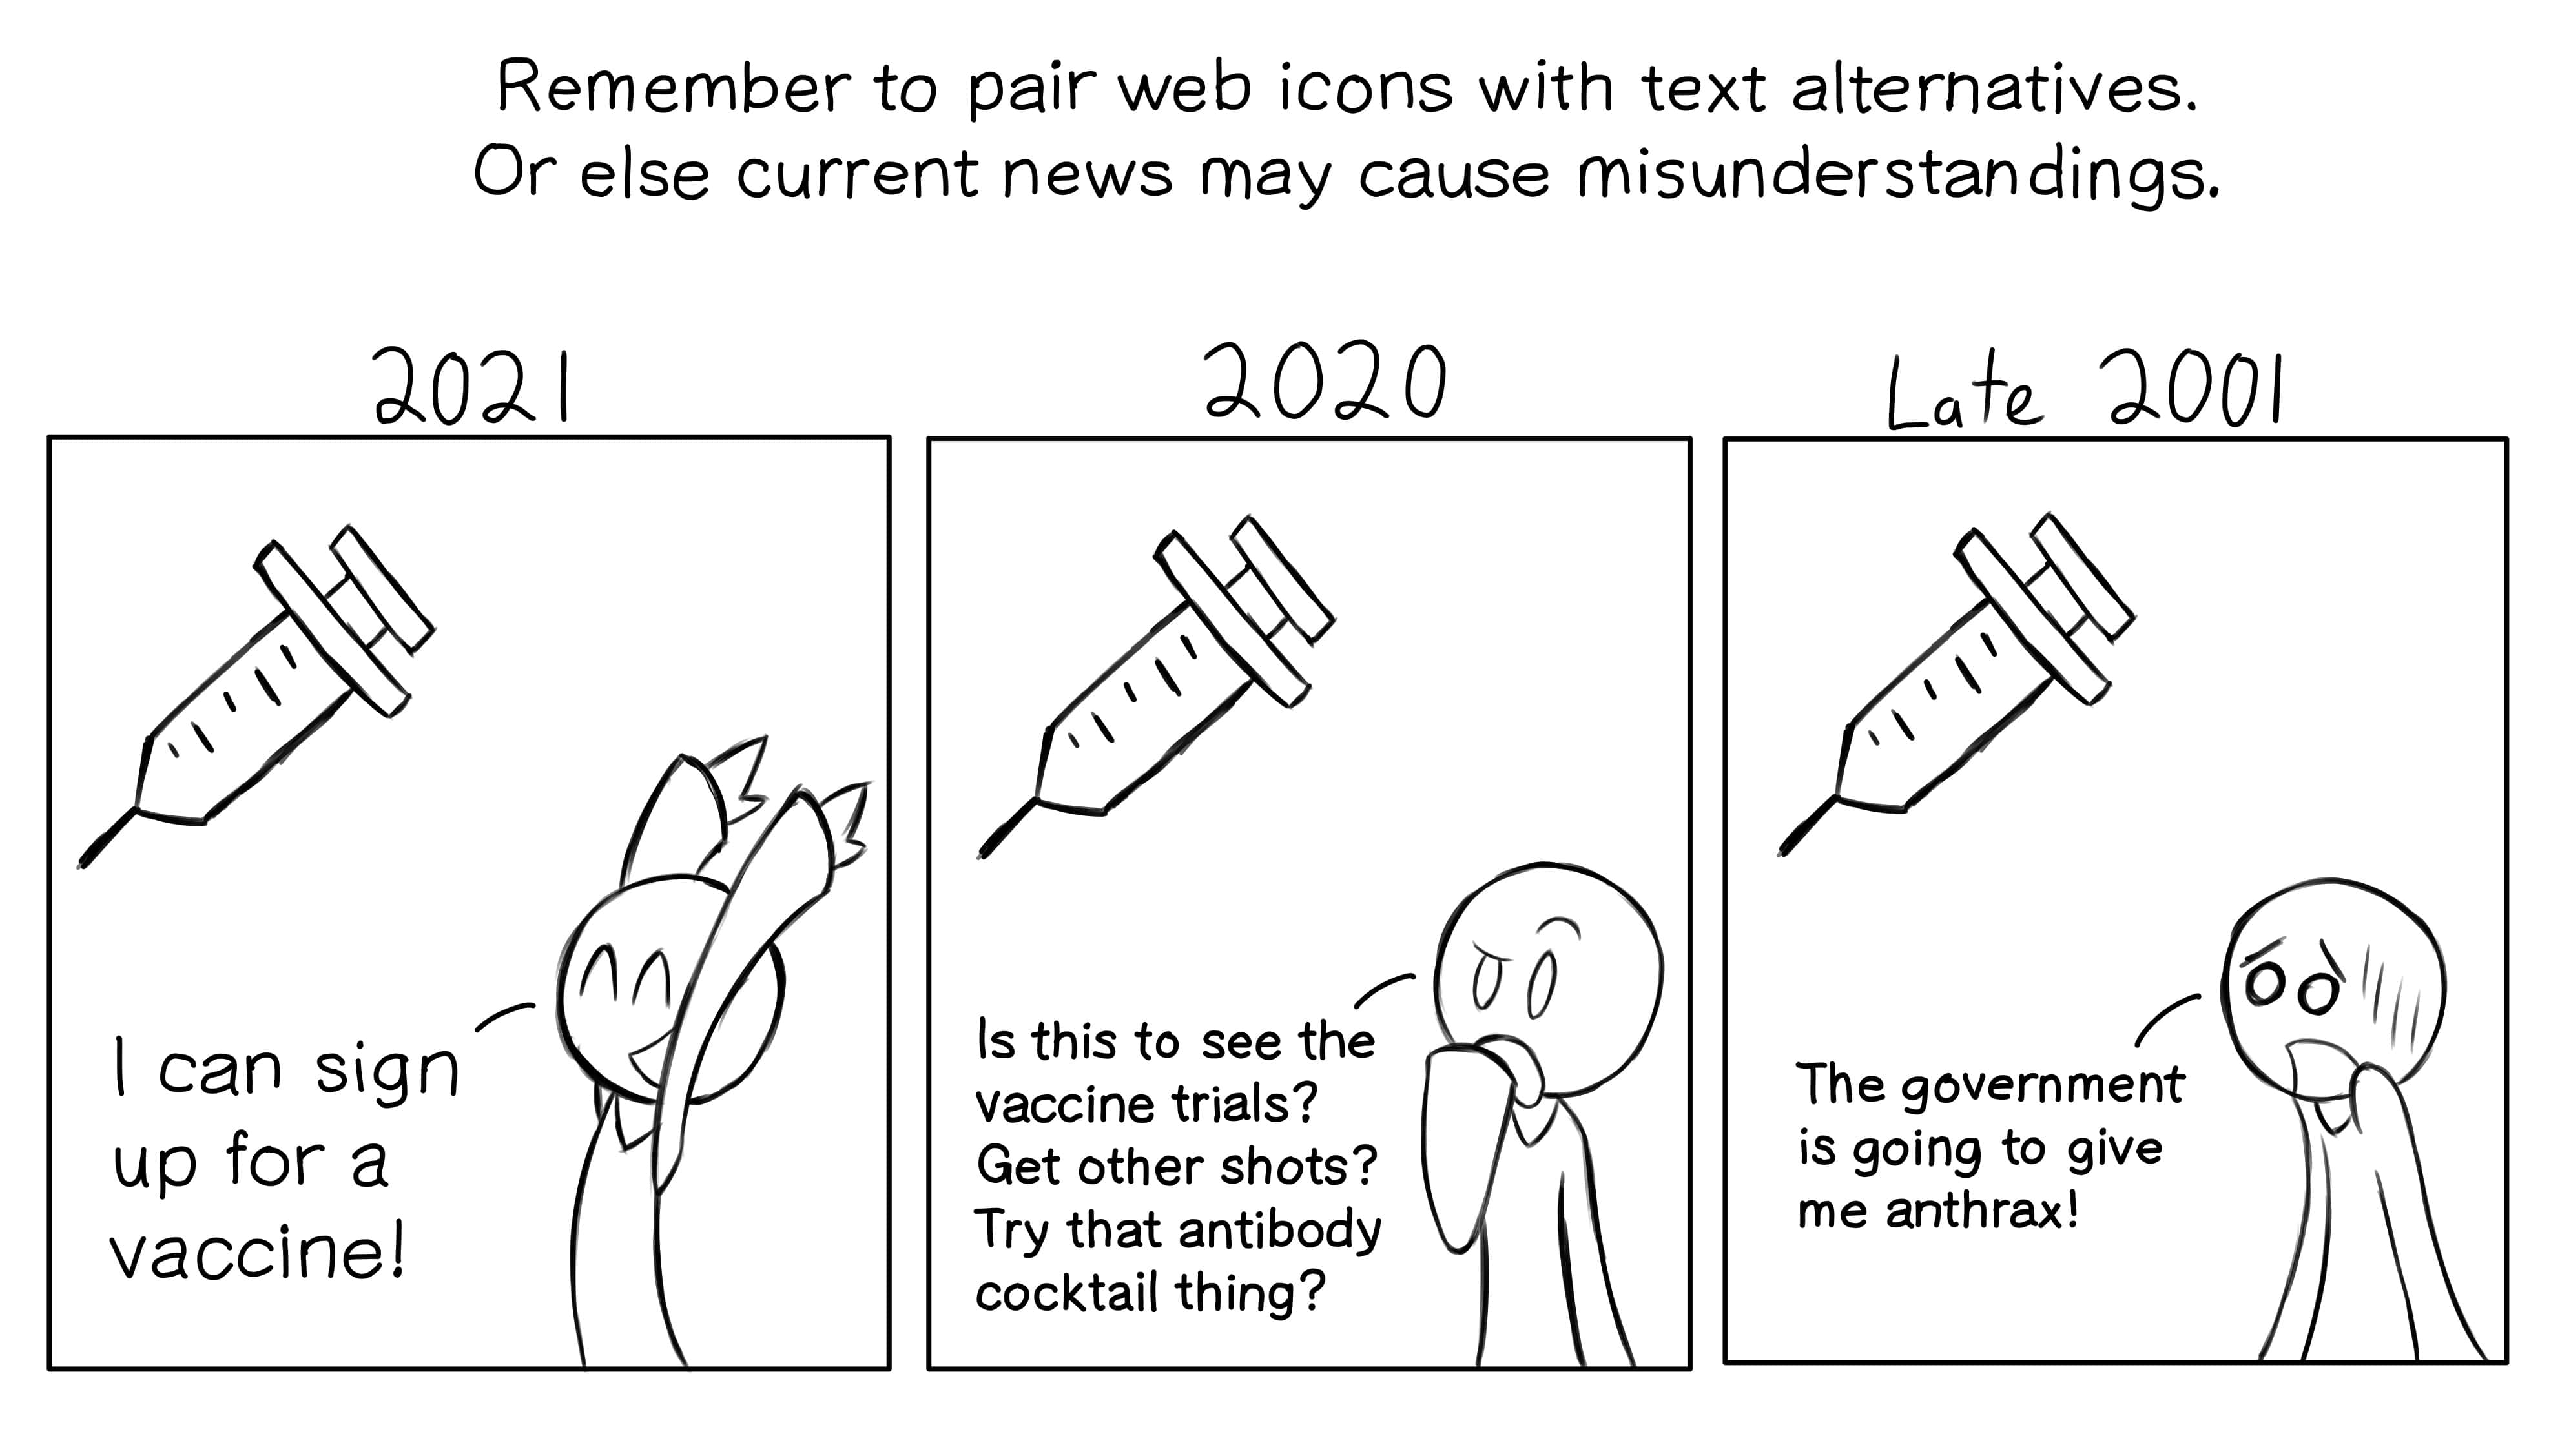 Remember to pair web icons with text alternatives.
Or else current news may cause misunderstandings.
2021
I can sign
up for a
vaccine!
2020
Is this to see the
vaccine trials?
Get other shots?
Try that antibody
cocktail thing?
Late 2001
The government
is going to give
me anthrax!